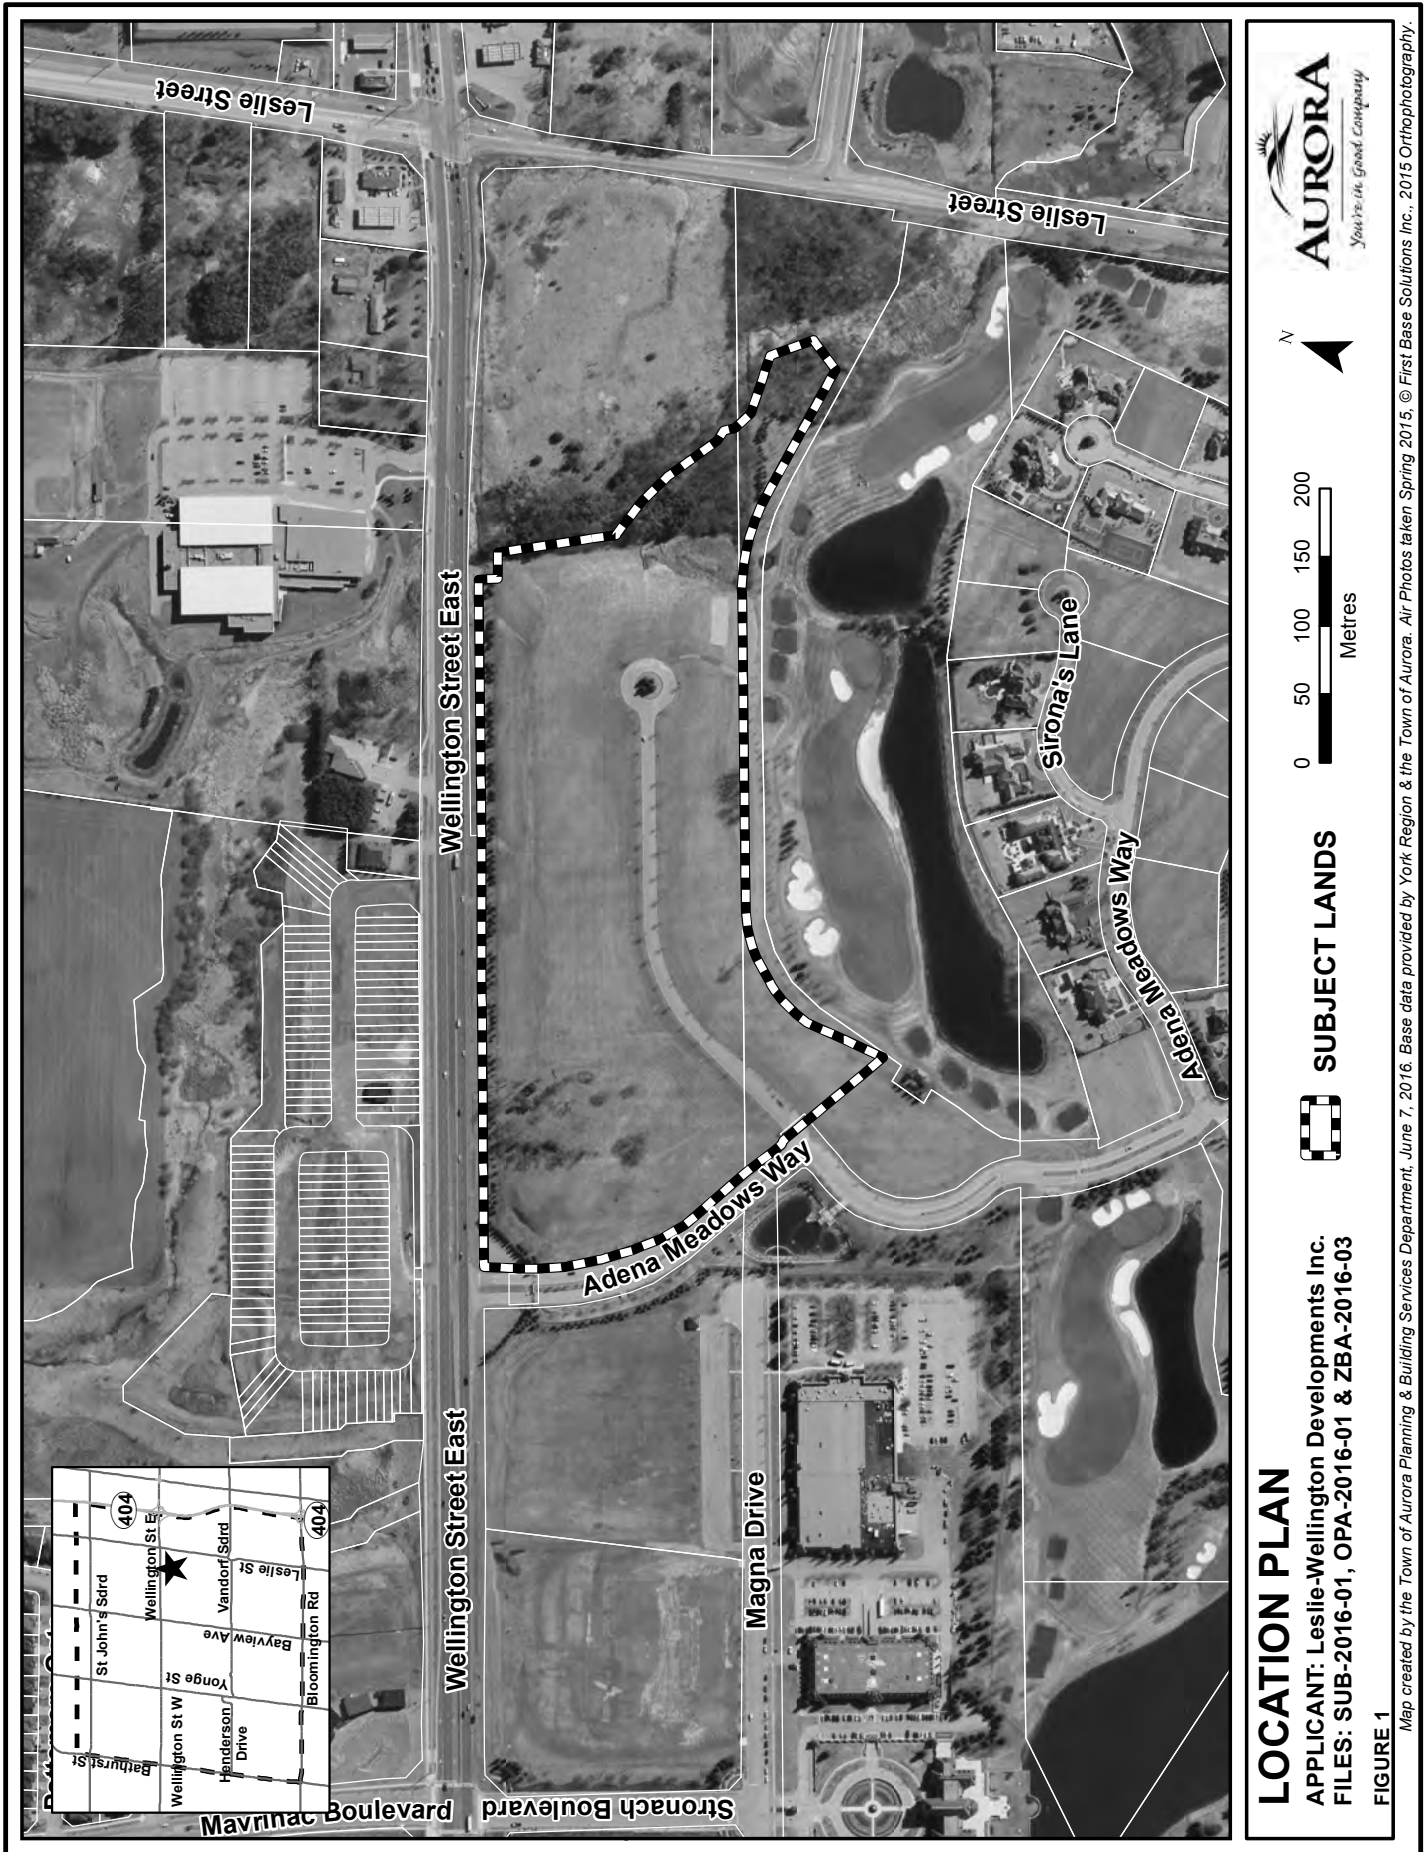 Leslie Street
Leslie Street
Wellington Street East
Wellington Street East
Adena Meadows Way
Adena Meadows Way
Sirona's Lane
Magna Drive
Mavrinac Boulevard
Stronach Boulevard
St John's Sdrd
Wellington St E
Wellington St W
Vandorf Sdrd
Henderson
Drive
Bloomington Rd
Bathurst St
Yonge St
Bayview Ave
Leslie St
404
404
LOCATION PLAN
APPLICANT: Leslie-Wellington Developments Inc.
FILES: SUB-2016-01, OPA-2016-01 & ZBA-2016-03
FIGURE 1
SUBJECT LANDS
0 50 100 150 200
Metres
N
AURORA
You're in Good Company
Map created by the Town of Aurora Planning & Building Services Department, June 7, 2016. Base data provided by York Region & the Town of Aurora. Air Photos taken Spring 2015, © First Base Solutions Inc., 2015 Orthophotography.